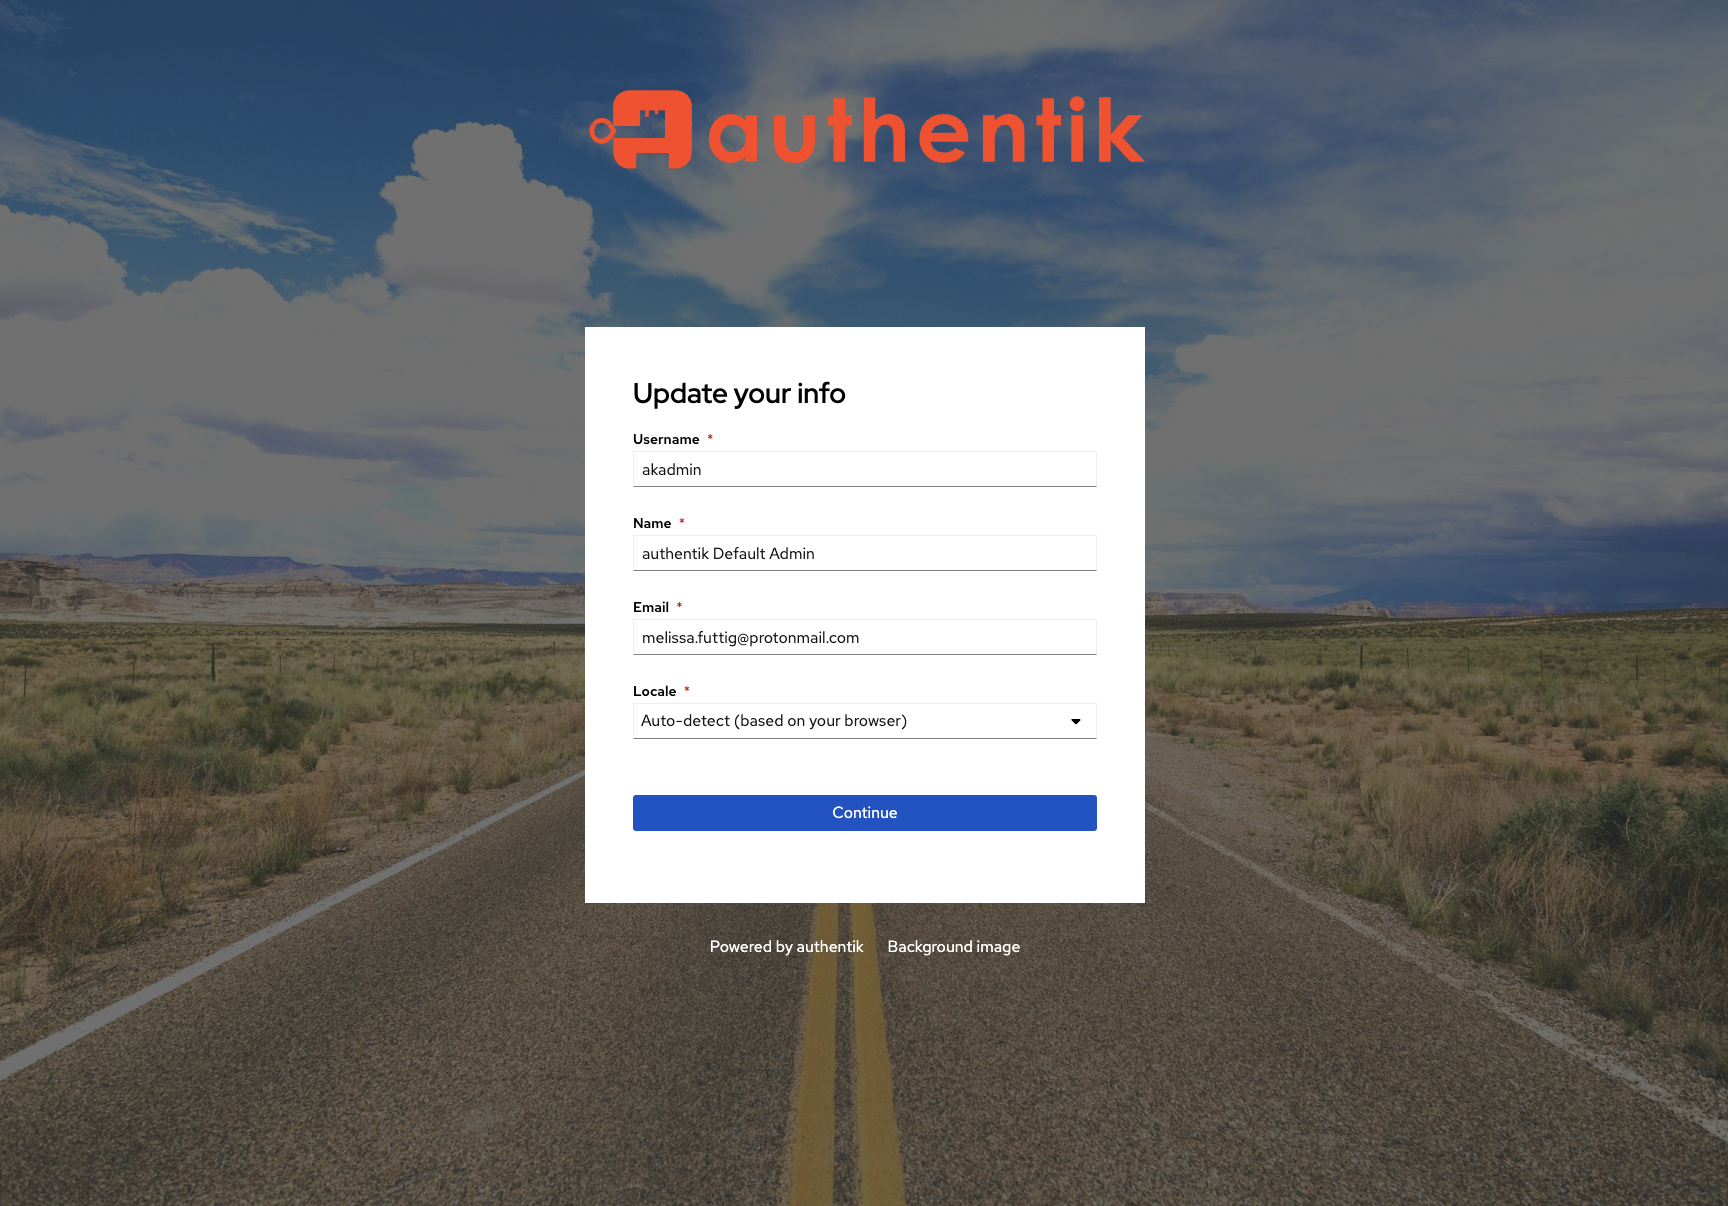 authentik
Update your info
Username *
akadmin
Name *
authentik Default Admin
Email *
melissa.futtig@protonmail.com
Locale *
Auto-detect (based on your browser)
Continue
Powered by authentik Background image